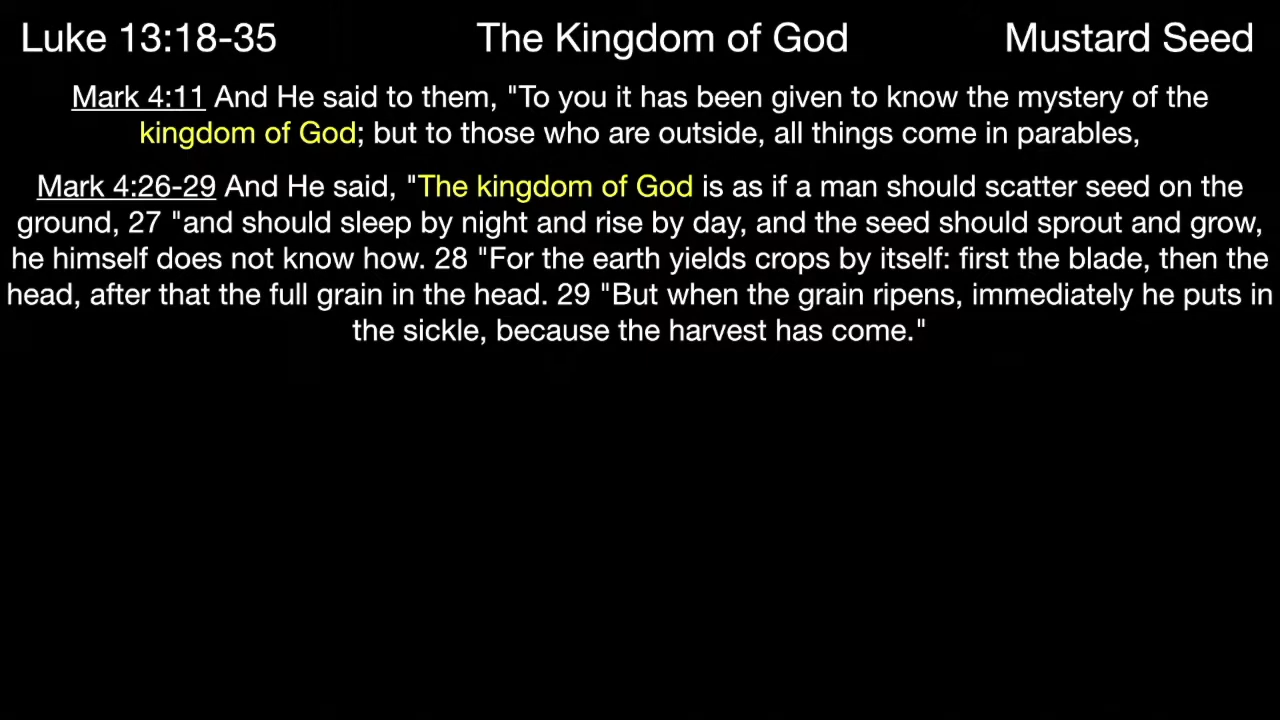 Luke 13:18-35 The Kingdom of God Mustard Seed
Mark 4:11 And He said to them, "To you it has been given to know the mystery of the
kingdom of God; but to those who are outside, all things come in parables,
Mark 4:26-29 And He said, "The kingdom of God is as if a man should scatter seed on the
ground, 27 "and should sleep by night and rise by day, and the seed should sprout and grow,
he himself does not know how. 28 "For the earth yields crops by itself: first the blade, then the
head, after that the full grain in the head. 29 "But when the grain ripens, immediately he puts in
the sickle, because the harvest has come."